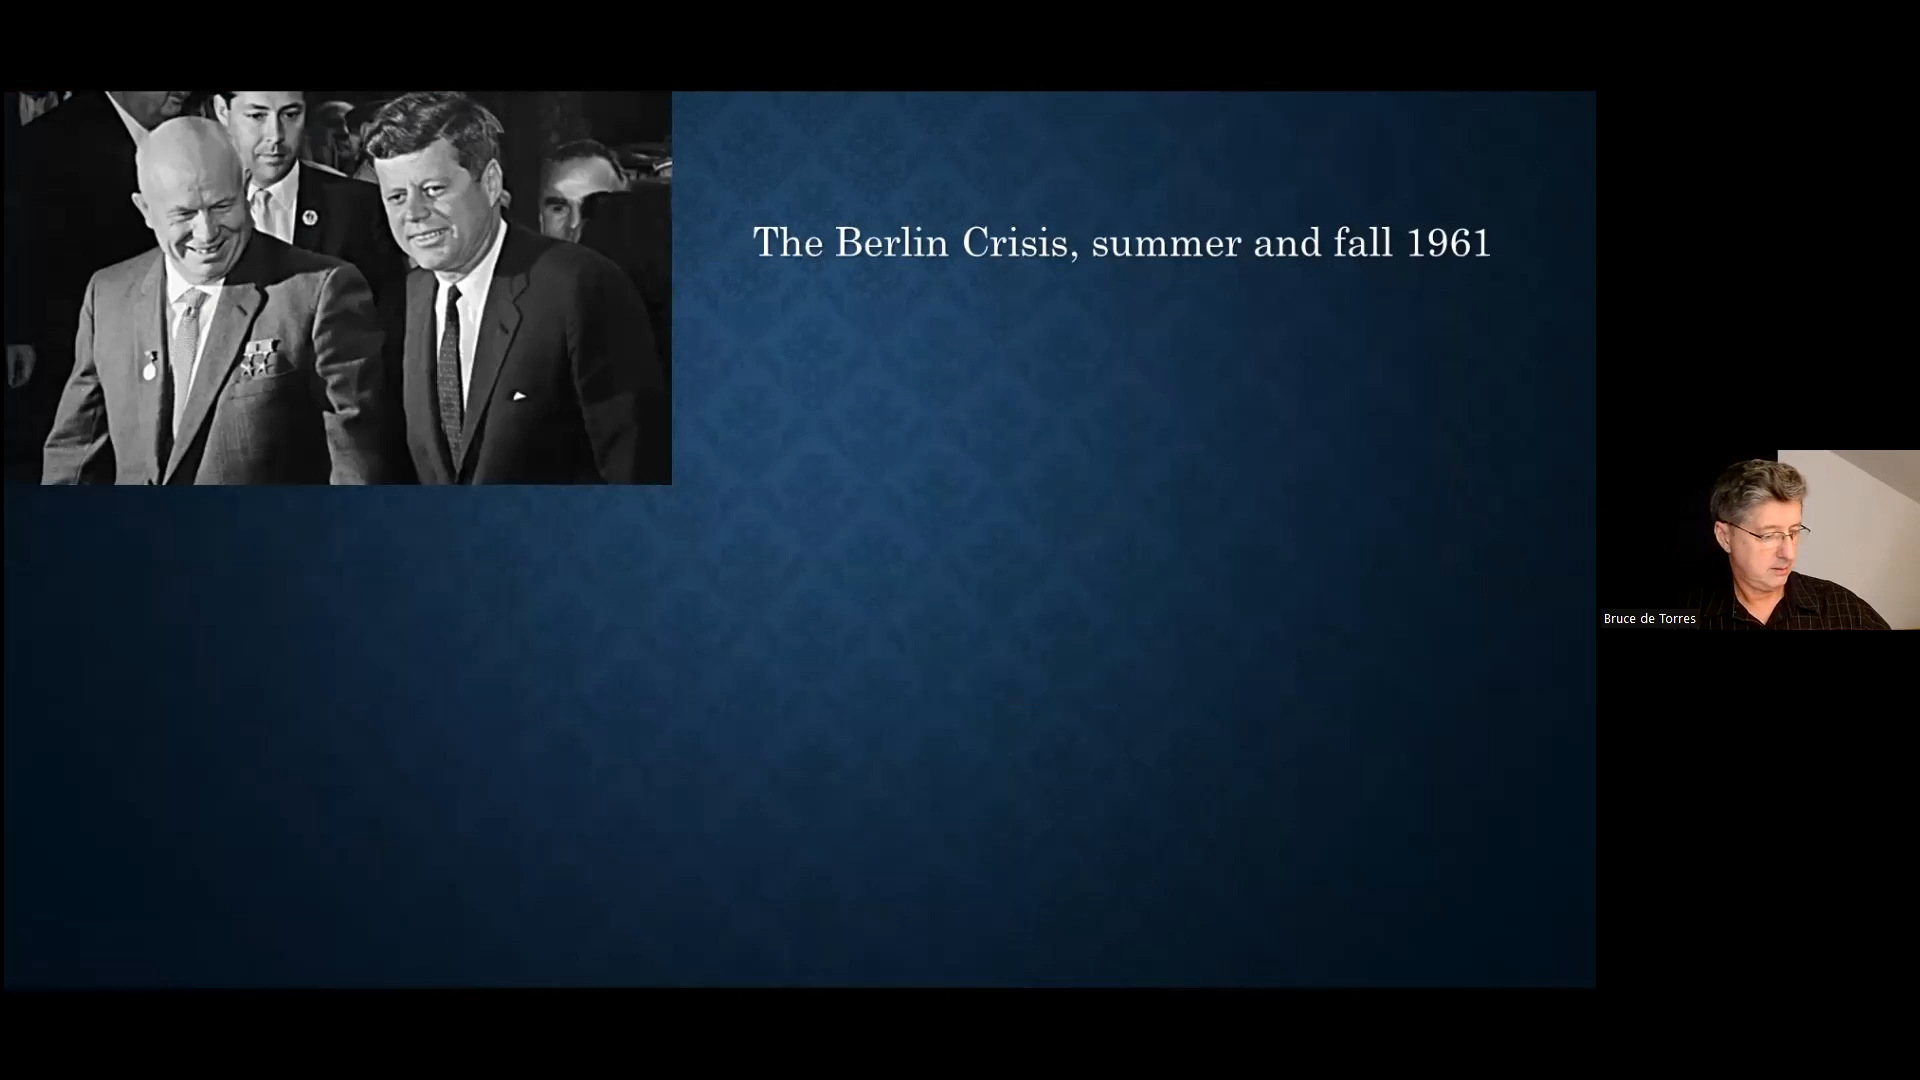 The Berlin Crisis, summer and fall 1961
Bruce de Torres